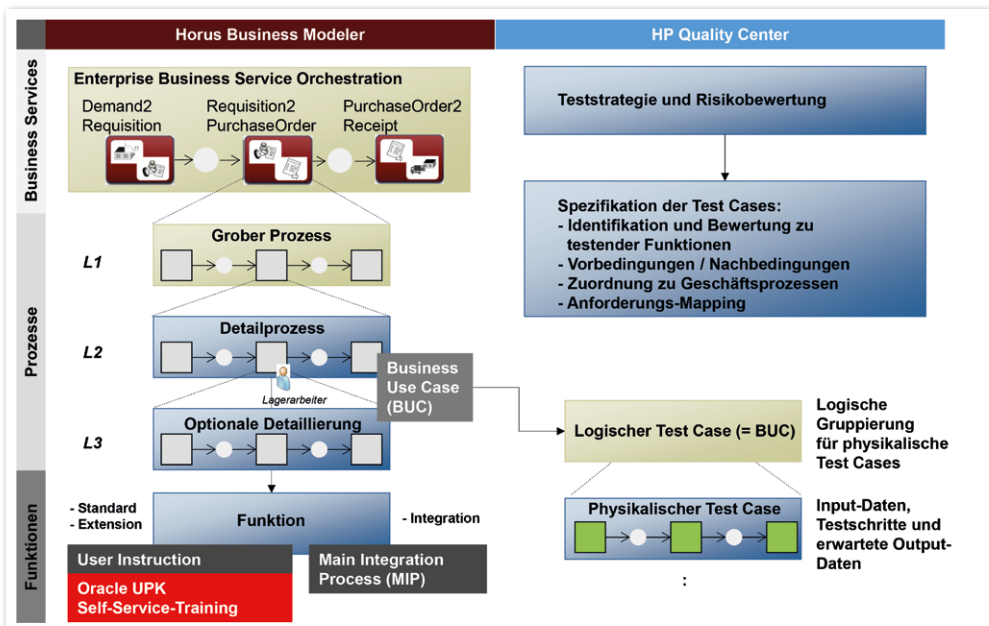 Horus Business Modeler
HP Quality Center
Business Services
Enterprise Business Service Orchestration
Demand2
Requisition
Requisition2
PurchaseOrder
PurchaseOrder2
Receipt
Teststrategie und Risikobewertung
Spezifikation der Test Cases:
- Identifikation und Bewertung zu
testender Funktionen
- Vorbedingungen / Nachbedingungen
- Zuordnung zu Geschäftsprozessen
- Anforderungs-Mapping
Prozesse
L1
Grober Prozess
L2
Detailprozess
Lagerarbeiter
Business
Use Case
(BUC)
L3
Optionale Detaillierung
Logischer Test Case (= BUC)
Logische
Gruppierung
für physikalische
Test Cases
Funktionen
- Standard
- Extension
Funktion
- Integration
User Instruction
Oracle UPK
Self-Service-Training
Main Integration
Process (MIP)
Physikalischer Test Case
Input-Daten,
Testschritte und
erwartete Output-
Daten
: